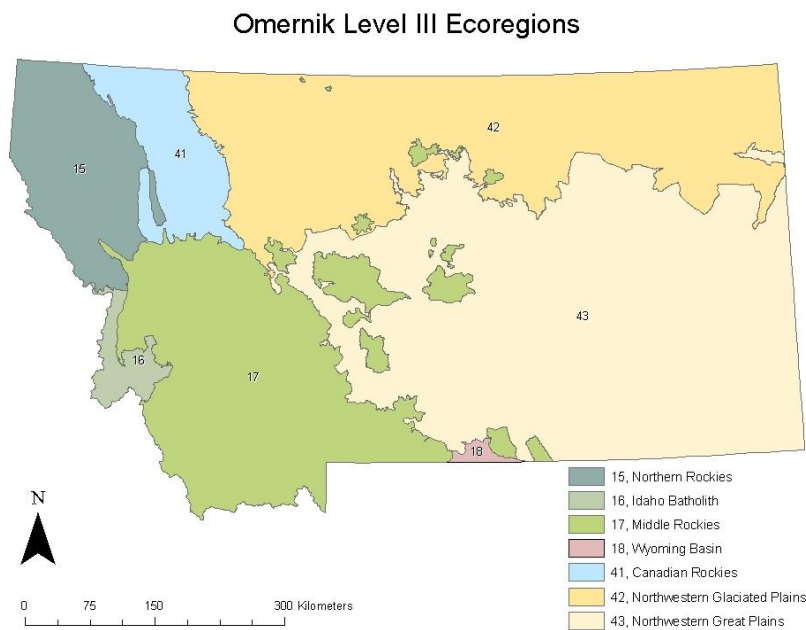 Omernik Level III Ecoregions
42
41
15
43
16
17
18
15, Northern Rockies
16, Idaho Batholith
17, Middle Rockies
18, Wyoming Basin
41, Canadian Rockies
42, Northwestern Glaciated Plains
43, Northwestern Great Plains
N
0 75 150 300 Kilometers